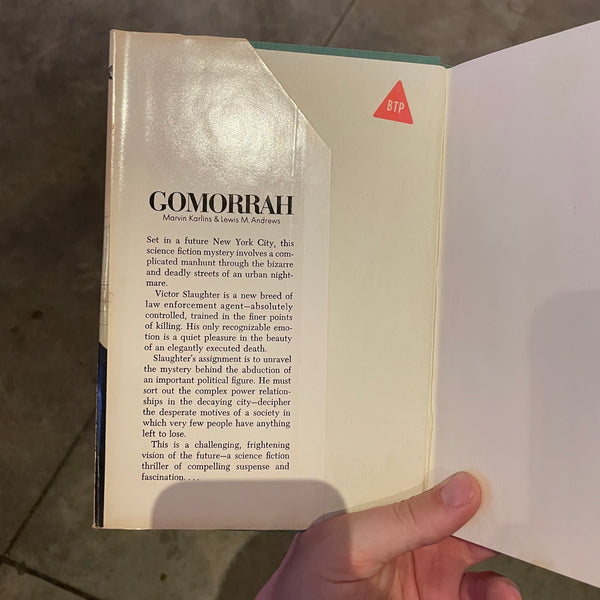 BTP
GOMORRAH
Marvin Karlins & Lewis M. Andrews
Set in a future New York City, this
science fiction mystery involves a com-
plicated manhunt through the bizarre
and deadly streets of an urban night-
mare.
Victor Slaughter is a new breed of
law enforcement agent—absolutely
controlled, trained in the finer points
of killing. His only recognizable emo-
tion is a quiet pleasure in the beauty
of an elegantly executed death.
Slaughter's assignment is to unravel
the mystery behind the abduction of
an important political figure. He must
sort out the complex power relation-
ships in the decaying city—decipher
the desperate motives of a society in
which very few people have anything
left to lose.
This is a challenging, frightening
vision of the future—a science fiction
thriller of compelling suspense and
fascination. . . .